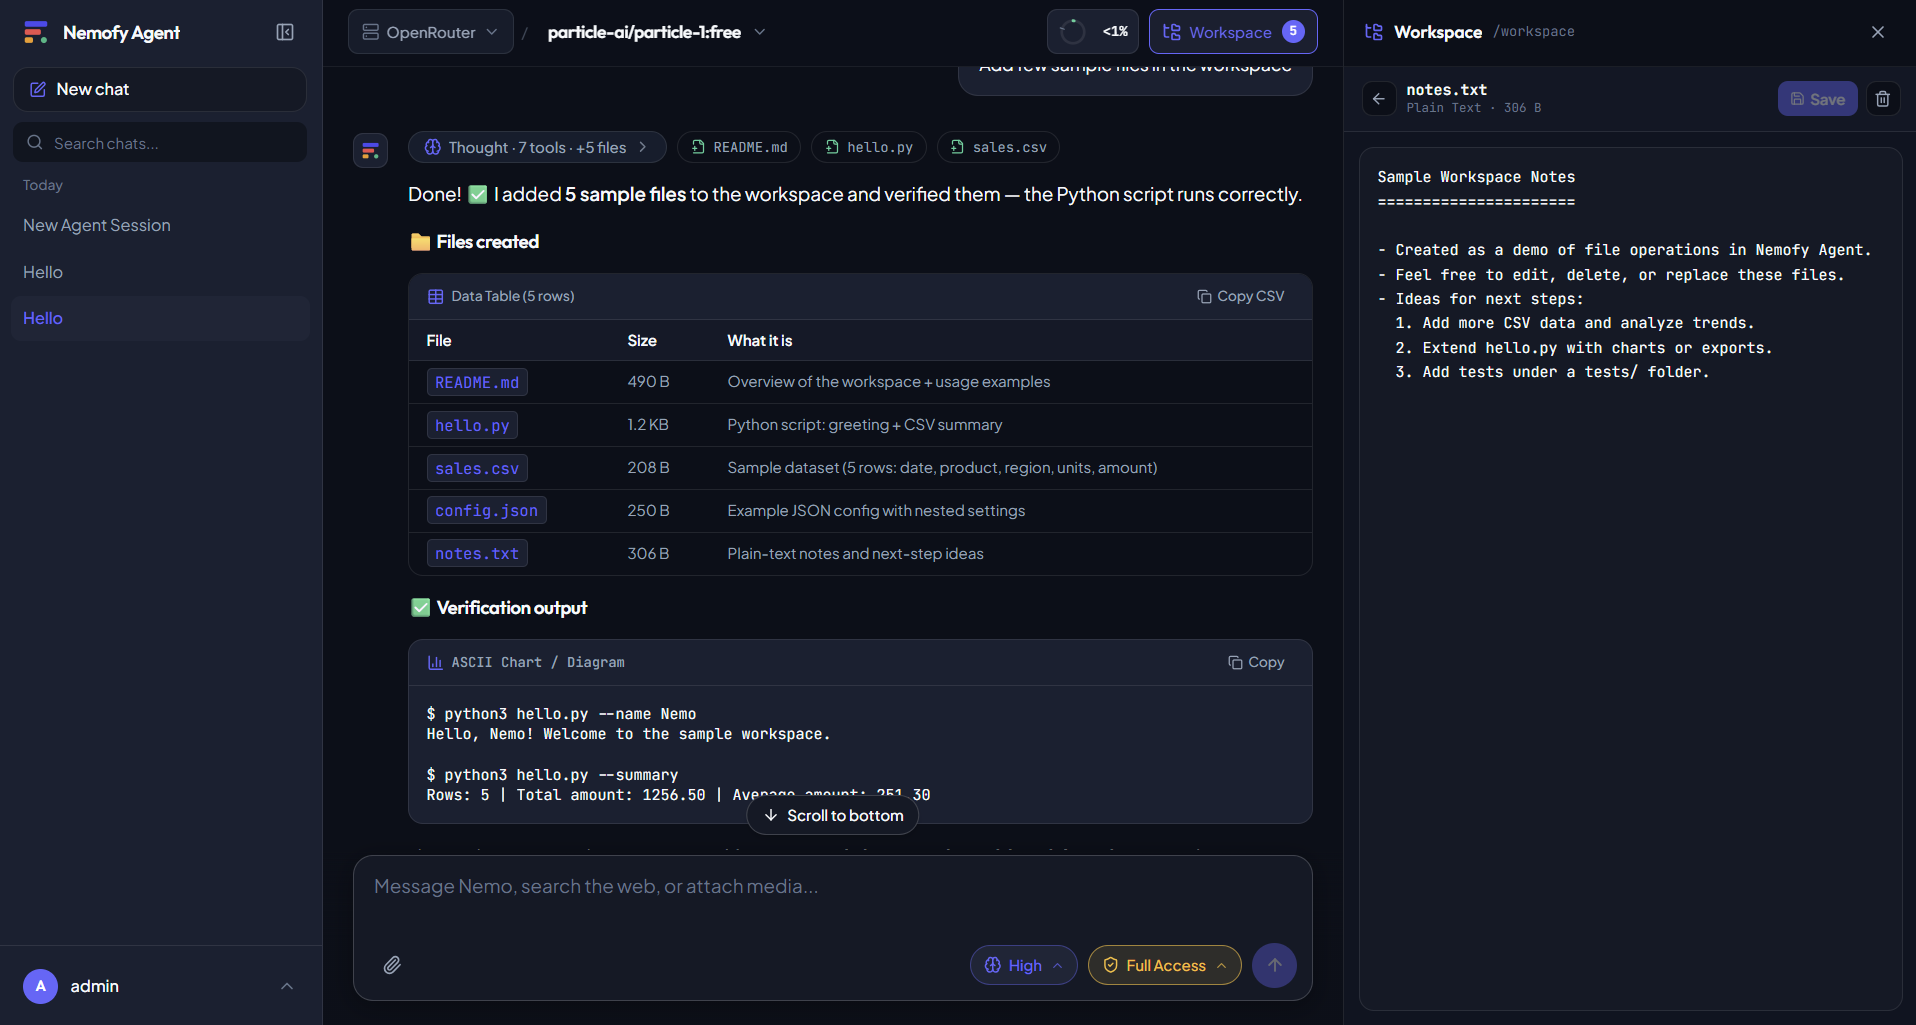 Nemofy Agent
New chat
Search chats...
Today
New Agent Session
Hello
Hello
A admin
OpenRouter / particle-ai/particle-1:free
<1%
Workspace 5
Add few sample files in the workspace
Thought · 7 tools · +5 files
README.md
hello.py
sales.csv
Done! ✅ I added 5 sample files to the workspace and verified them — the Python script runs correctly.
📁 Files created
Data Table (5 rows) Copy CSV
File Size What it is
README.md 490 B Overview of the workspace + usage examples
hello.py 1.2 KB Python script: greeting + CSV summary
sales.csv 208 B Sample dataset (5 rows: date, product, region, units, amount)
config.json 250 B Example JSON config with nested settings
notes.txt 306 B Plain-text notes and next-step ideas
✅ Verification output
ASCII Chart / Diagram Copy
$ python3 hello.py --name Nemo
Hello, Nemo! Welcome to the sample workspace.
$ python3 hello.py --summary
Rows: 5 | Total amount: 1256.50 | Average amount: 251.30
Scroll to bottom
Message Nemo, search the web, or attach media...
High
Full Access
Workspace /workspace
notes.txt
Plain Text · 306 B
Save
Sample Workspace Notes
======================
- Created as a demo of file operations in Nemofy Agent.
- Feel free to edit, delete, or replace these files.
- Ideas for next steps:
1. Add more CSV data and analyze trends.
2. Extend hello.py with charts or exports.
3. Add tests under a tests/ folder.